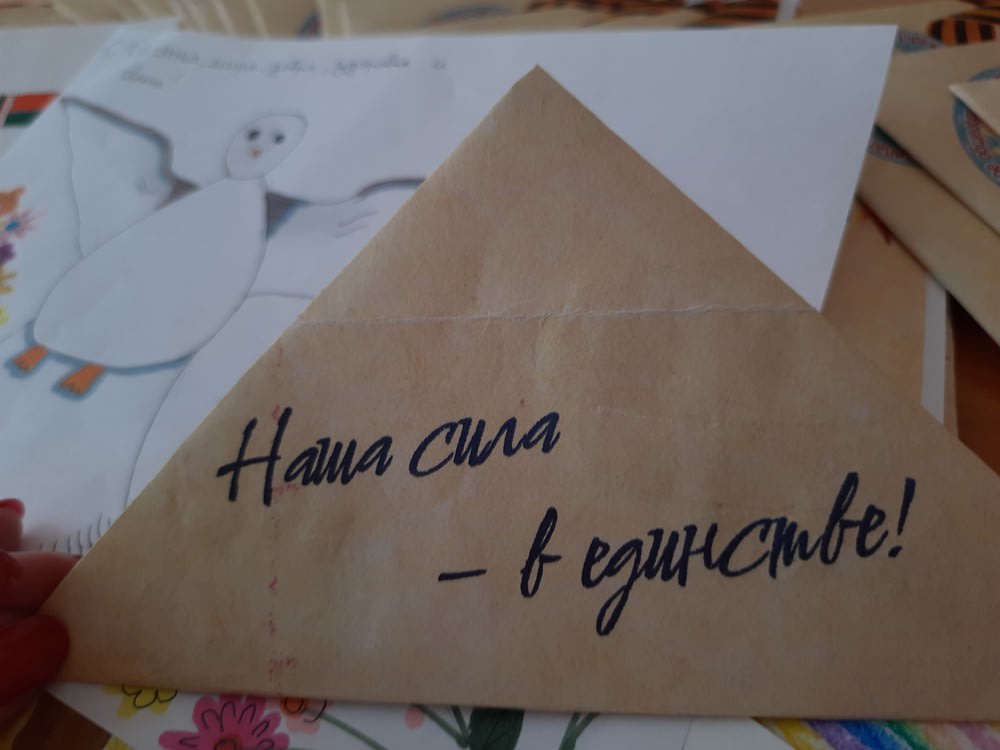 Наша сила
– в единстве!